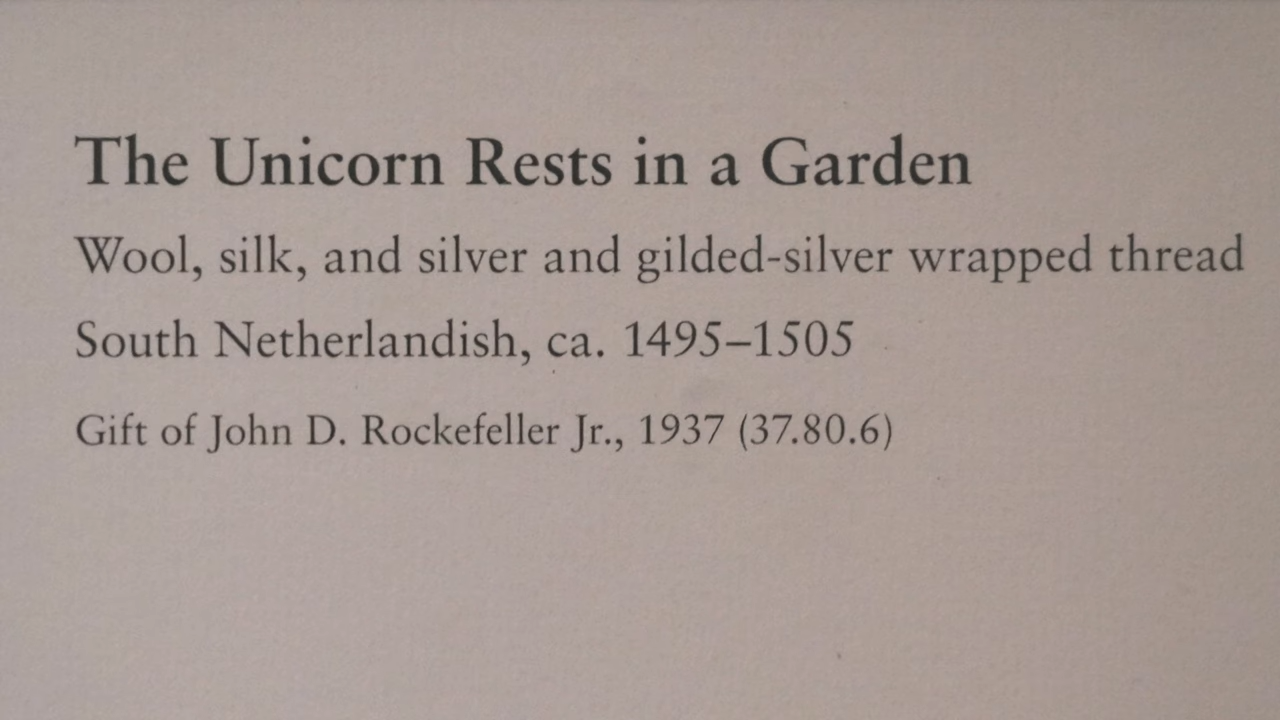 The Unicorn Rests in a Garden
Wool, silk, and silver and gilded-silver wrapped thread
South Netherlandish, ca. 1495–1505
Gift of John D. Rockefeller Jr., 1937 (37.80.6)